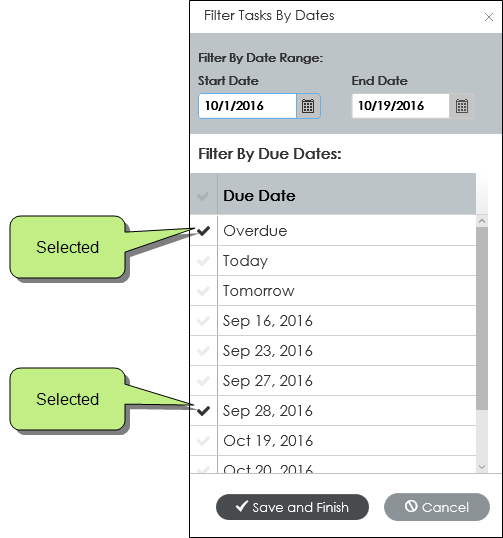 Filter Tasks By Dates
Filter By Date Range:
Start Date End Date
10/1/2016 10/19/2016
Filter By Due Dates:
Due Date
Selected
Overdue
Today
Tomorrow
Sep 16, 2016
Sep 23, 2016
Sep 27, 2016
Selected
Sep 28, 2016
Oct 19, 2016
Oct 20, 2016
Save and Finish Cancel